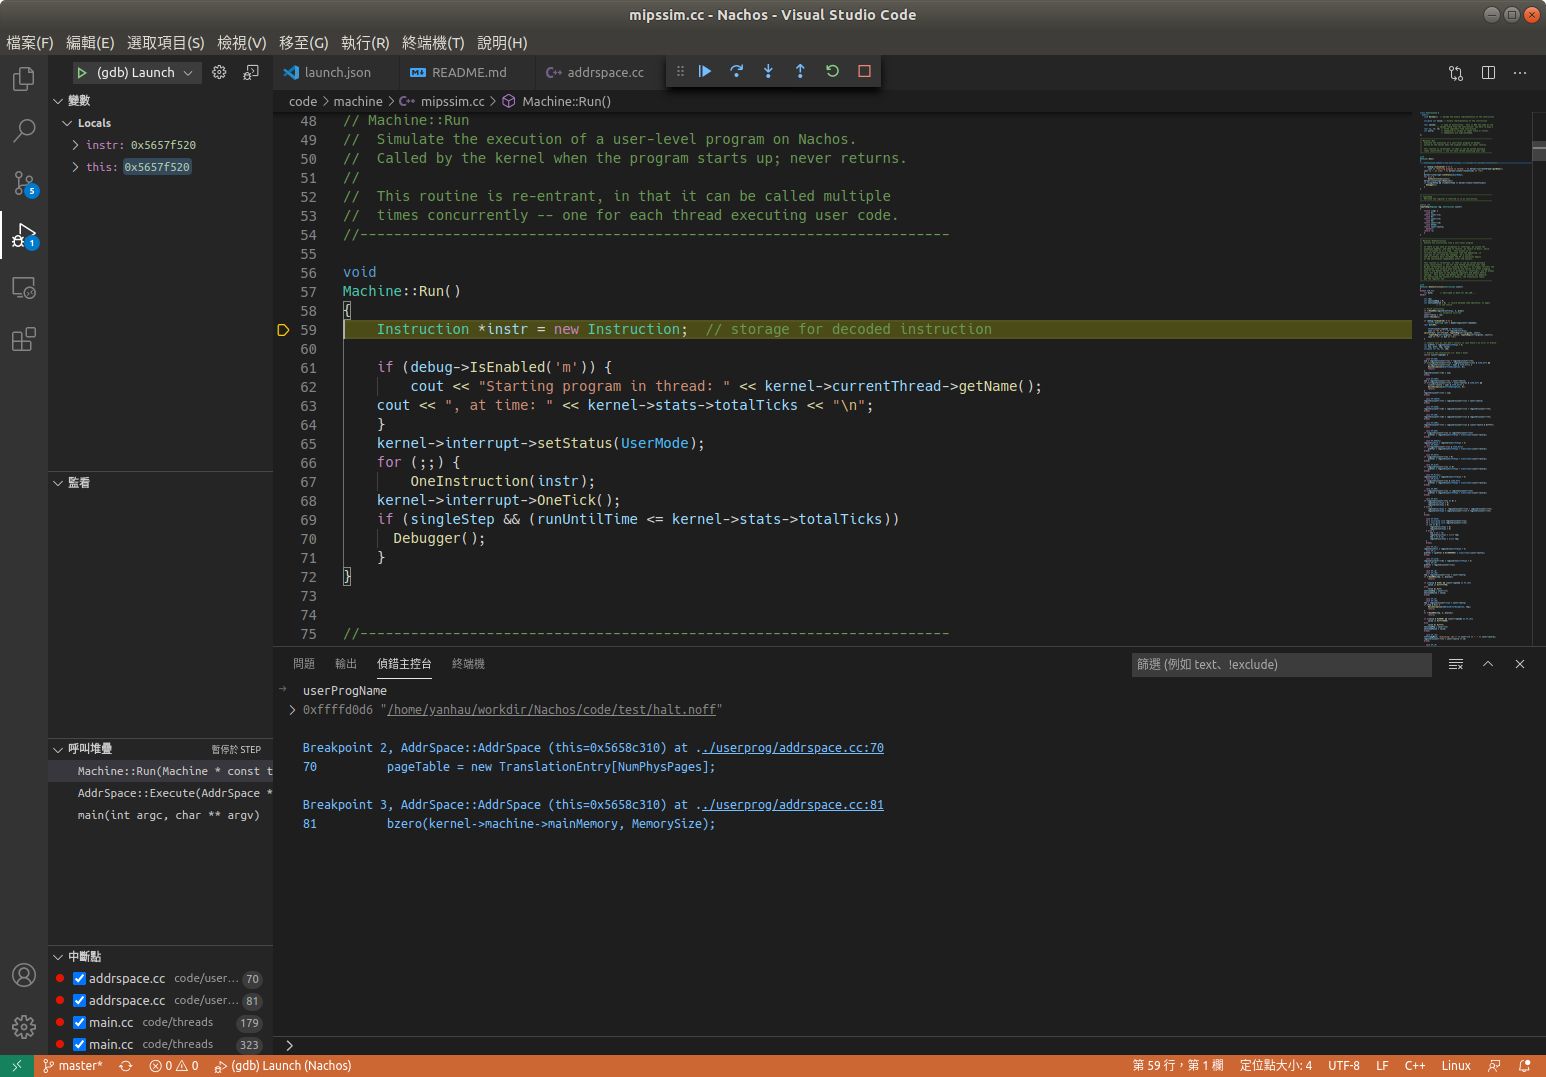 mipssim.cc - Nachos - Visual Studio Code
檔案(F) 編輯(E) 選取項目(S) 檢視(V) 移至(G) 執行(R) 終端機(T) 說明(H)
(gdb) Launch
launch.json README.md addrspace.cc
變數
Locals
instr: 0x5657f520
this: 0x5657f520
監看
呼叫堆疊 暫停於 STEP
Machine::Run(Machine * const t
AddrSpace::Execute(AddrSpace *
main(int argc, char ** argv)
中斷點
addrspace.cc code/user... 70
addrspace.cc code/user... 81
main.cc code/threads 179
main.cc code/threads 323
5
1
code > machine > mipssim.cc > Machine::Run()
48 // Machine::Run
49 //  Simulate the execution of a user-level program on Nachos.
50 //  Called by the kernel when the program starts up; never returns.
51 //
52 //  This routine is re-entrant, in that it can be called multiple
53 //  times concurrently -- one for each thread executing user code.
54 //----------------------------------------------------------------------
55
56 void
57 Machine::Run()
58 {
59     Instruction *instr = new Instruction;  // storage for decoded instruction
60
61     if (debug->IsEnabled('m')) {
62         cout << "Starting program in thread: " << kernel->currentThread->getName();
63     cout << ", at time: " << kernel->stats->totalTicks << "\n";
64     }
65     kernel->interrupt->setStatus(UserMode);
66     for (;;) {
67         OneInstruction(instr);
68     kernel->interrupt->OneTick();
69     if (singleStep && (runUntilTime <= kernel->stats->totalTicks))
70       Debugger();
71     }
72 }
73
74
75 //----------------------------------------------------------------------
問題 輸出 偵錯主控台 終端機 篩選 (例如 text、!exclude)
userProgName
0xffffd0d6 "/home/yanhau/workdir/Nachos/code/test/halt.noff"
Breakpoint 2, AddrSpace::AddrSpace (this=0x5658c310) at ../userprog/addrspace.cc:70
70          pageTable = new TranslationEntry[NumPhysPages];
Breakpoint 3, AddrSpace::AddrSpace (this=0x5658c310) at ../userprog/addrspace.cc:81
81          bzero(kernel->machine->mainMemory, MemorySize);
master* 0 0 (gdb) Launch (Nachos) 第 59 行，第 1 欄 定位點大小: 4 UTF-8 LF C++ Linux